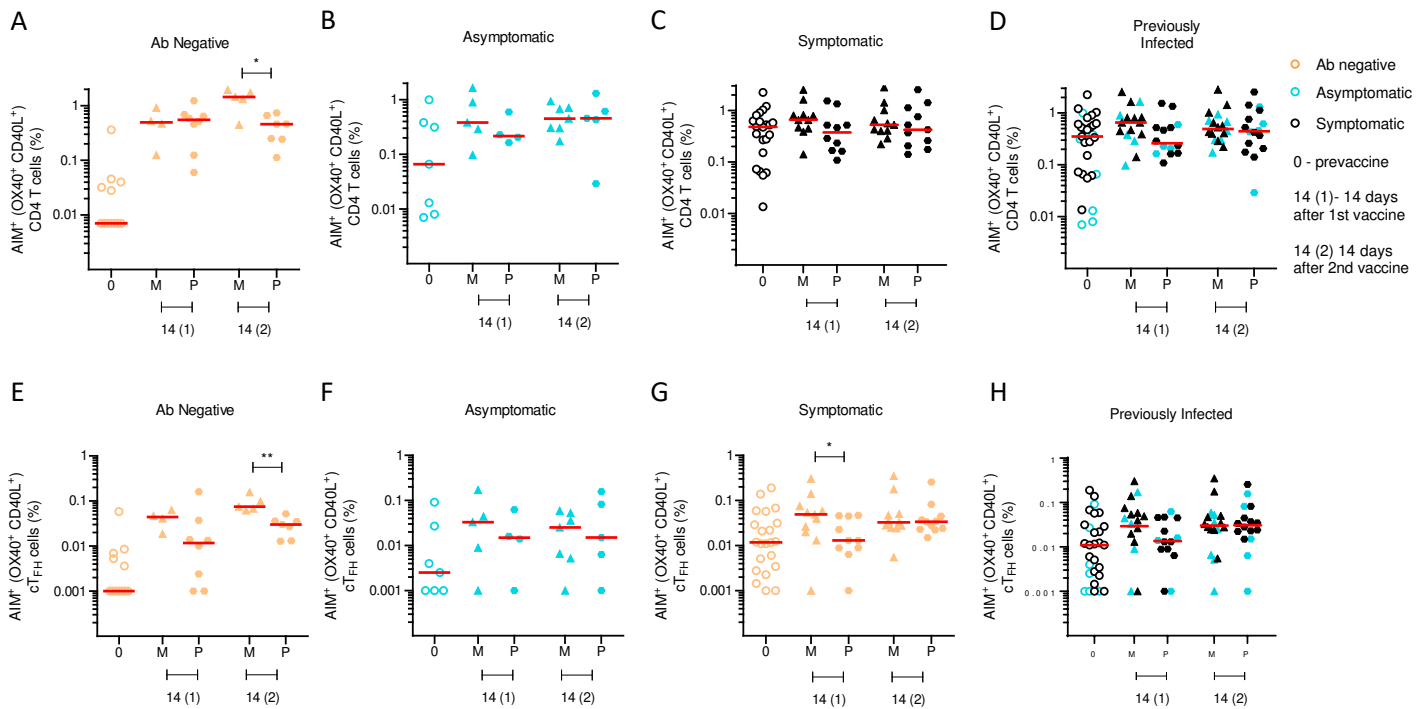 A
Ab Negative
*
AIM⁺ (OX40⁺ CD40L⁺)
CD4 T cells (%)
1
0.1
0.01
0
M
P
M
P
14 (1)
14 (2)
B
Asymptomatic
AIM⁺ (OX40⁺ CD40L⁺)
CD4 T cells (%)
1
0.1
0.01
0
M
P
M
P
14 (1)
14 (2)
C
Symptomatic
AIM⁺ (OX40⁺ CD40L⁺)
CD4 T cells (%)
1
0.1
0.01
0
M
P
M
P
14 (1)
14 (2)
D
Previously
Infected
AIM⁺ (OX40⁺ CD40L⁺)
CD4 T cells (%)
1
0.1
0.01
0
M
P
M
P
14 (1)
14 (2)
Ab negative
Asymptomatic
Symptomatic
0 - prevaccine
14 (1)- 14 days
after 1st vaccine
14 (2) 14 days
after 2nd vaccine
E
Ab Negative
**
AIM⁺ (OX40⁺ CD40L⁺)
cTFH cells (%)
1
0.1
0.01
0.001
0
M
P
M
P
14 (1)
14 (2)
F
Asymptomatic
AIM⁺ (OX40⁺ CD40L⁺)
cTFH cells (%)
1
0.1
0.01
0.001
0
M
P
M
P
14 (1)
14 (2)
G
Symptomatic
*
AIM⁺ (OX40⁺ CD40L⁺)
cTFH cells (%)
1
0.1
0.01
0.001
0
M
P
M
P
14 (1)
14 (2)
H
Previously Infected
AIM⁺ (OX40⁺ CD40L⁺)
cTFH cells (%)
1
0.1
0.01
0.001
0
M
P
M
P
14 (1)
14 (2)